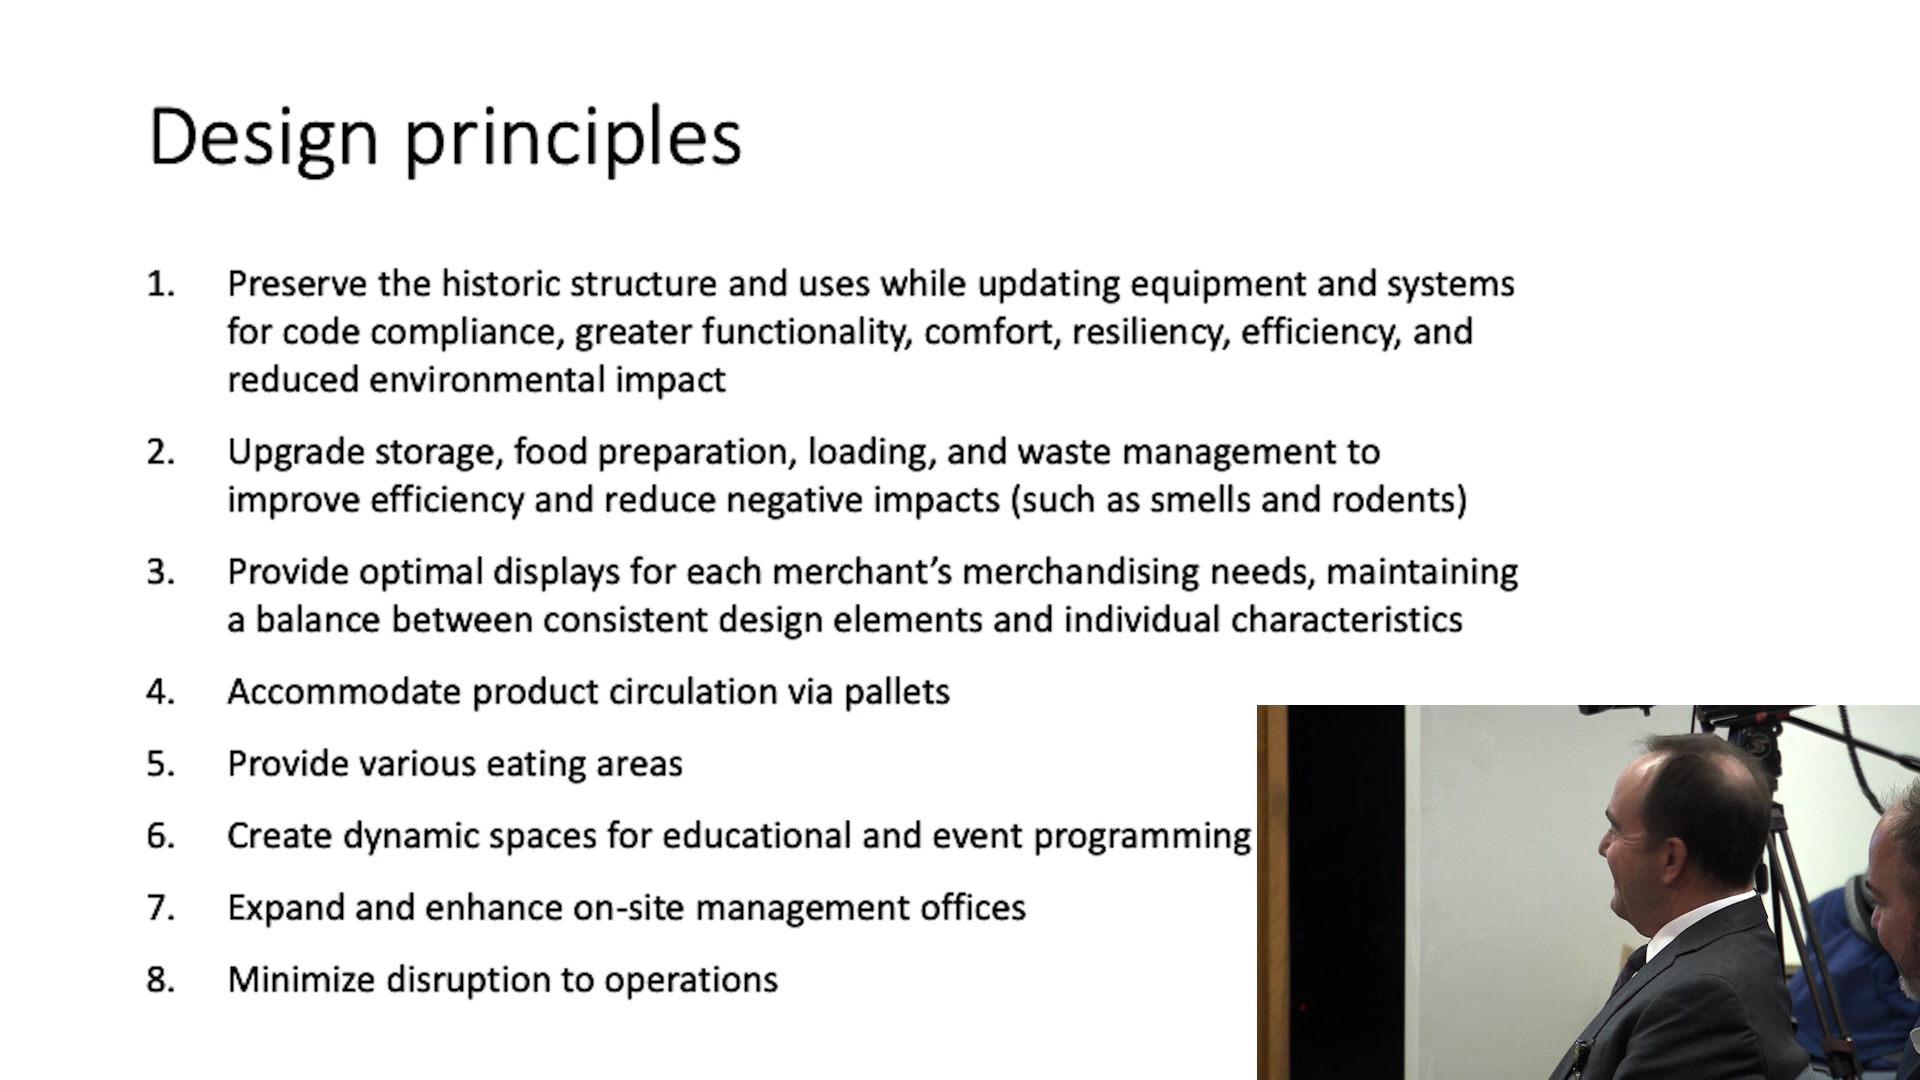 Design principles
1. Preserve the historic structure and uses while updating equipment and systems
for code compliance, greater functionality, comfort, resiliency, efficiency, and
reduced environmental impact
2. Upgrade storage, food preparation, loading, and waste management to
improve efficiency and reduce negative impacts (such as smells and rodents)
3. Provide optimal displays for each merchant’s merchandising needs, maintaining
a balance between consistent design elements and individual characteristics
4. Accommodate product circulation via pallets
5. Provide various eating areas
6. Create dynamic spaces for educational and event programming
7. Expand and enhance on-site management offices
8. Minimize disruption to operations